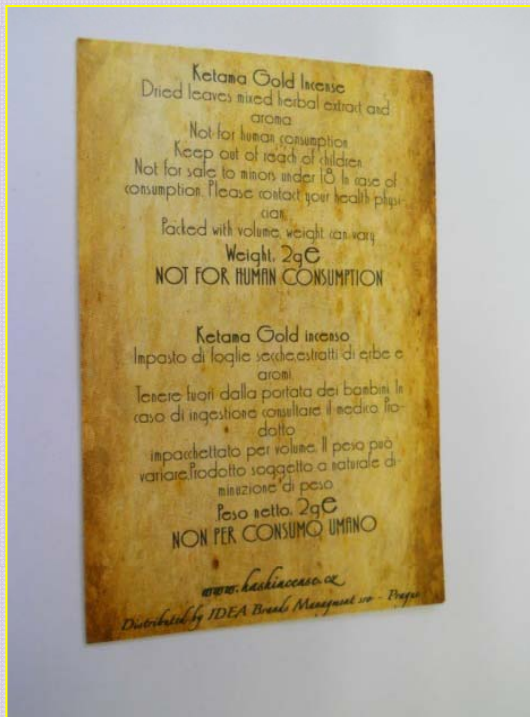 Ketama Gold Incense
Dried leaves mixed herbal extract and
aroma
Not for human consumption
Keep out of reach of children
Not for sale to minors under 18. In case of
consumption. Please contact your health physi-
cian.
Packed with volume, weight can vary
Weight. 2g℮
NOT FOR HUMAN CONSUMPTION
Ketama Gold incenso
Impasto di foglie secche,estratti di erbe e
aromi
Tenere fuori dalla portata dei bambini. In
caso di ingestione consultare il medico. Pro-
dotto
impacchettato per volume. Il peso può
variare.Prodotto soggetto a naturale di-
minuzione di peso
Peso netto. 2g℮
NON PER CONSUMO UMANO
www.hashincense.cz
Distributed by IDEA Brands Managment sro - Prague